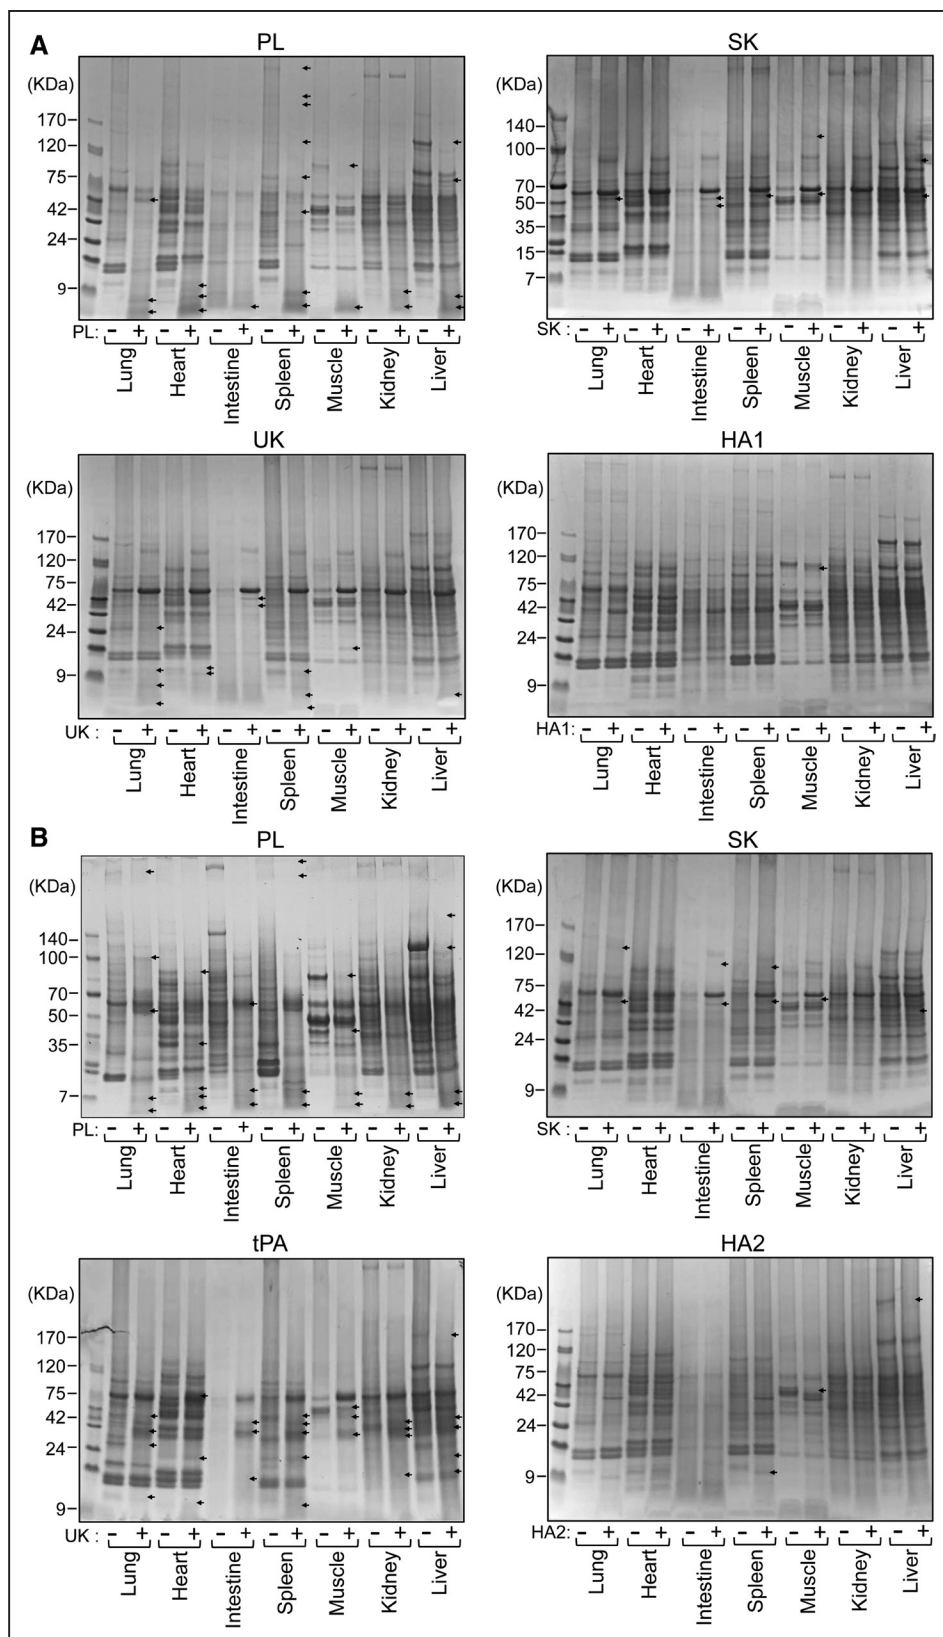 A
PL
SK
(KDa)
170
120
75
42
24
9
(KDa)
140
100
70
50
35
15
7
PL: - + - + - + - + - + - + - +
Lung Heart Intestine Spleen Muscle Kidney Liver
SK : - + - + - + - + - + - + - +
Lung Heart Intestine Spleen Muscle Kidney Liver
UK
HA1
(KDa)
170
120
75
42
24
9
(KDa)
170
120
75
42
24
9
UK : - + - + - + - + - + - + - +
Lung Heart Intestine Spleen Muscle Kidney Liver
HA1: - + - + - + - + - + - + - +
Lung Heart Intestine Spleen Muscle Kidney Liver
B
PL
SK
(KDa)
140
100
70
50
35
7
(KDa)
170
120
75
42
24
9
PL: - + - + - + - + - + - + - +
Lung Heart Intestine Spleen Muscle Kidney Liver
SK : - + - + - + - + - + - + - +
Lung Heart Intestine Spleen Muscle Kidney Liver
tPA
HA2
(KDa)
170
120
75
42
24
9
(KDa)
170
120
75
42
24
9
UK : - + - + - + - + - + - + - +
Lung Heart Intestine Spleen Muscle Kidney Liver
HA2: - + - + - + - + - + - + - +
Lung Heart Intestine Spleen Muscle Kidney Liver